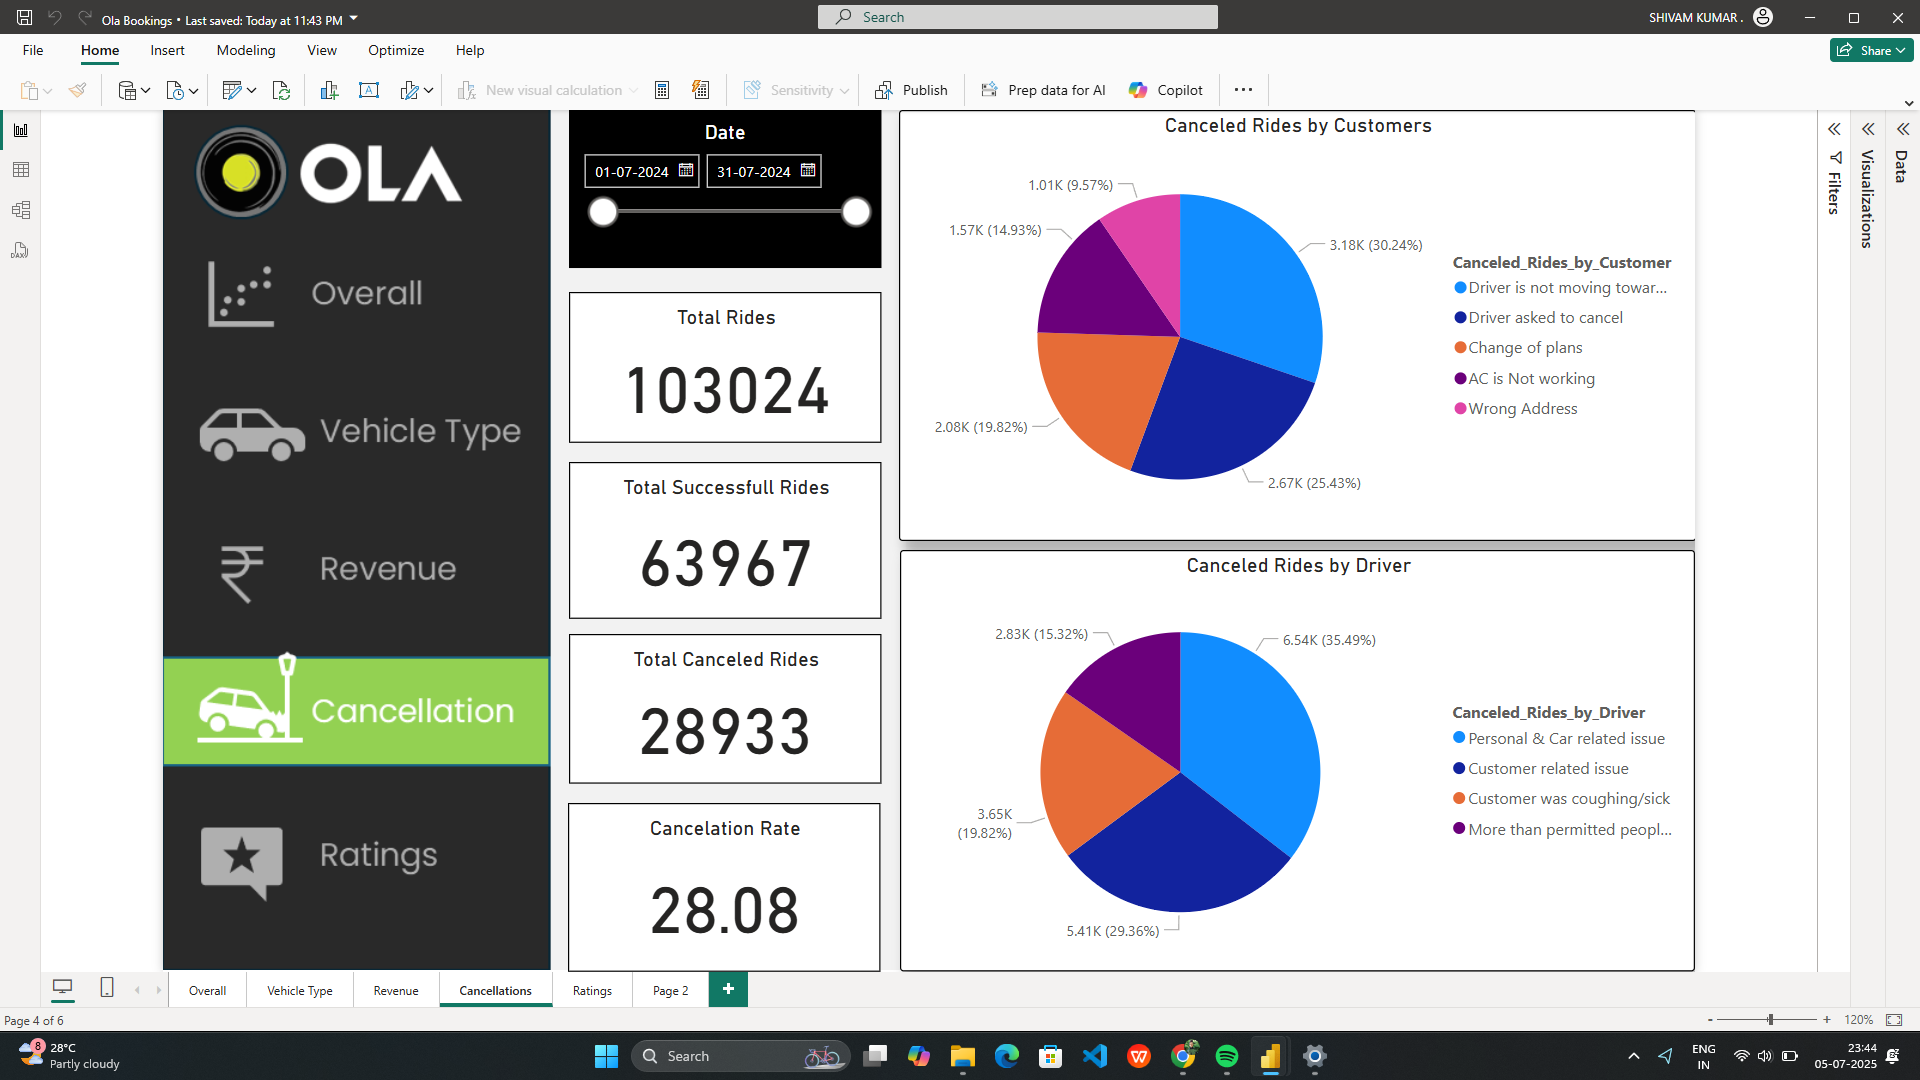 Ola Bookings • Last saved: Today at 11:43 PM
Search
SHIVAM KUMAR .
File
Home
Insert
Modeling
View
Optimize
Help
Share
New visual calculation
Sensitivity
Publish
Prep data for AI
Copilot
OLA
Overall
Vehicle Type
Revenue
Cancellation
Ratings
Date
01-07-2024
31-07-2024
Total Rides
103024
Total Successfull Rides
63967
Total Canceled Rides
28933
Cancelation Rate
28.08
Canceled Rides by Customers
1.01K (9.57%)
1.57K (14.93%)
3.18K (30.24%)
2.08K (19.82%)
2.67K (25.43%)
Canceled_Rides_by_Customer
Driver is not moving towar...
Driver asked to cancel
Change of plans
AC is Not working
Wrong Address
Canceled Rides by Driver
2.83K (15.32%)
6.54K (35.49%)
3.65K
(19.82%)
5.41K (29.36%)
Canceled_Rides_by_Driver
Personal & Car related issue
Customer related issue
Customer was coughing/sick
More than permitted peopl...
Filters
Visualizations
Data
DAX
Overall
Vehicle Type
Revenue
Cancellations
Ratings
Page 2
+
Page 4 of 6
- + 120%
8
28°C
Partly cloudy
Search
ENG
IN
23:44
05-07-2025